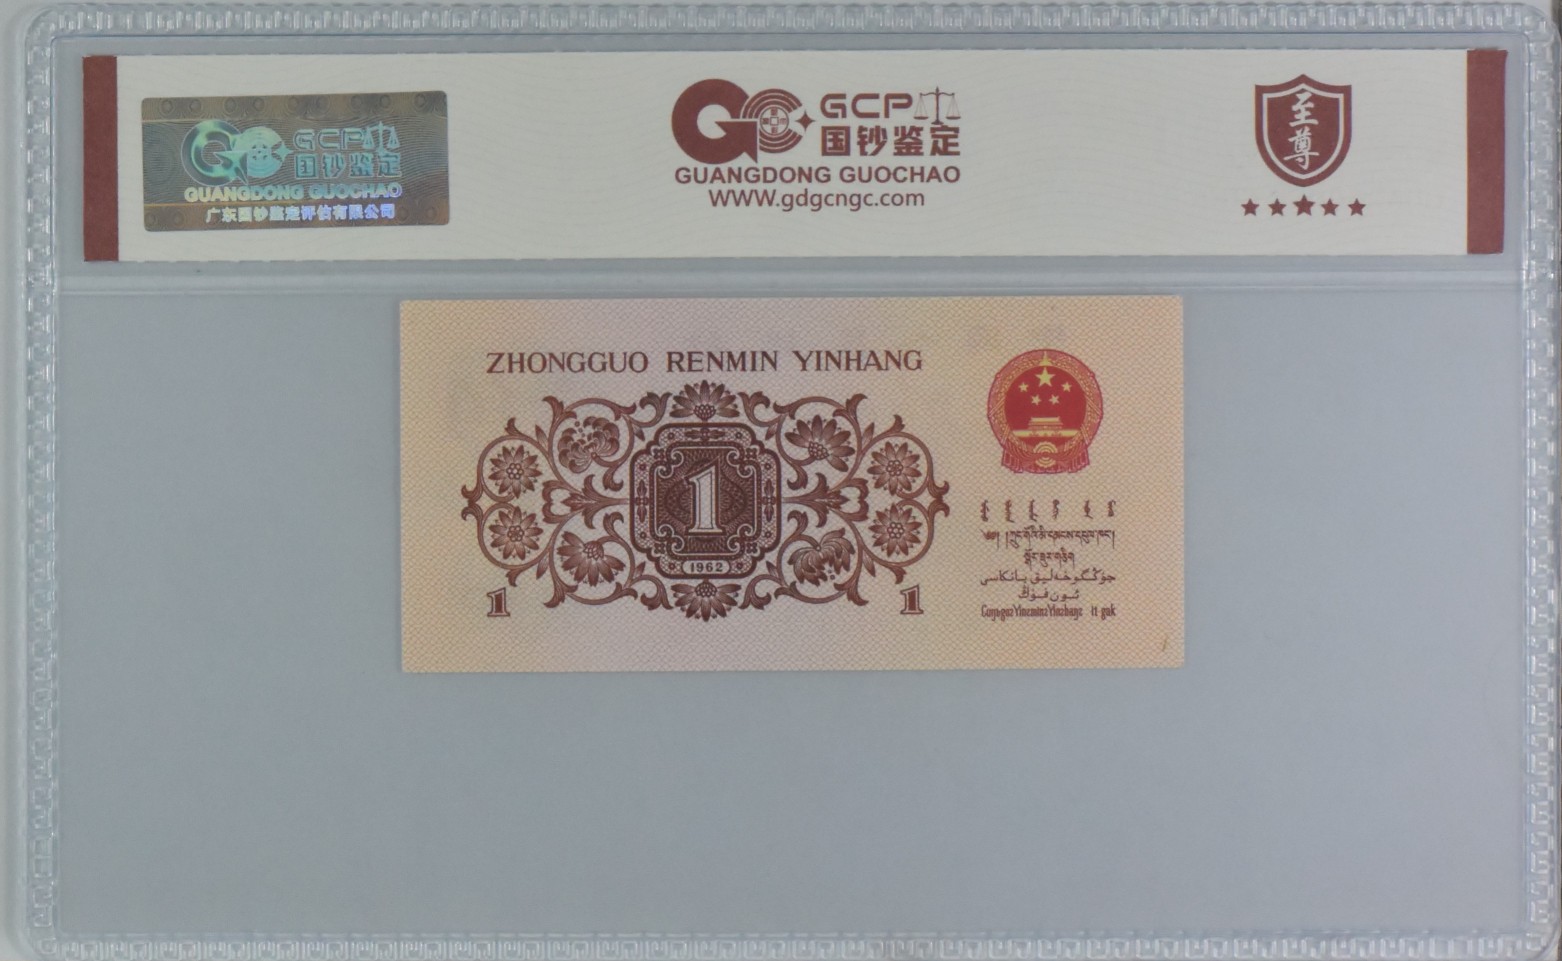 GCP
国钞鉴定
GUANGDONG GUOCHAO
广东国钞鉴定评估有限公司
GCP
国钞鉴定
GUANGDONG GUOCHAO
WWW.gdgcngc.com
至
尊
ZHONGGUO RENMIN YINHANG
1
1962
1
1
جۇڭگوخەلىق بانكاسى